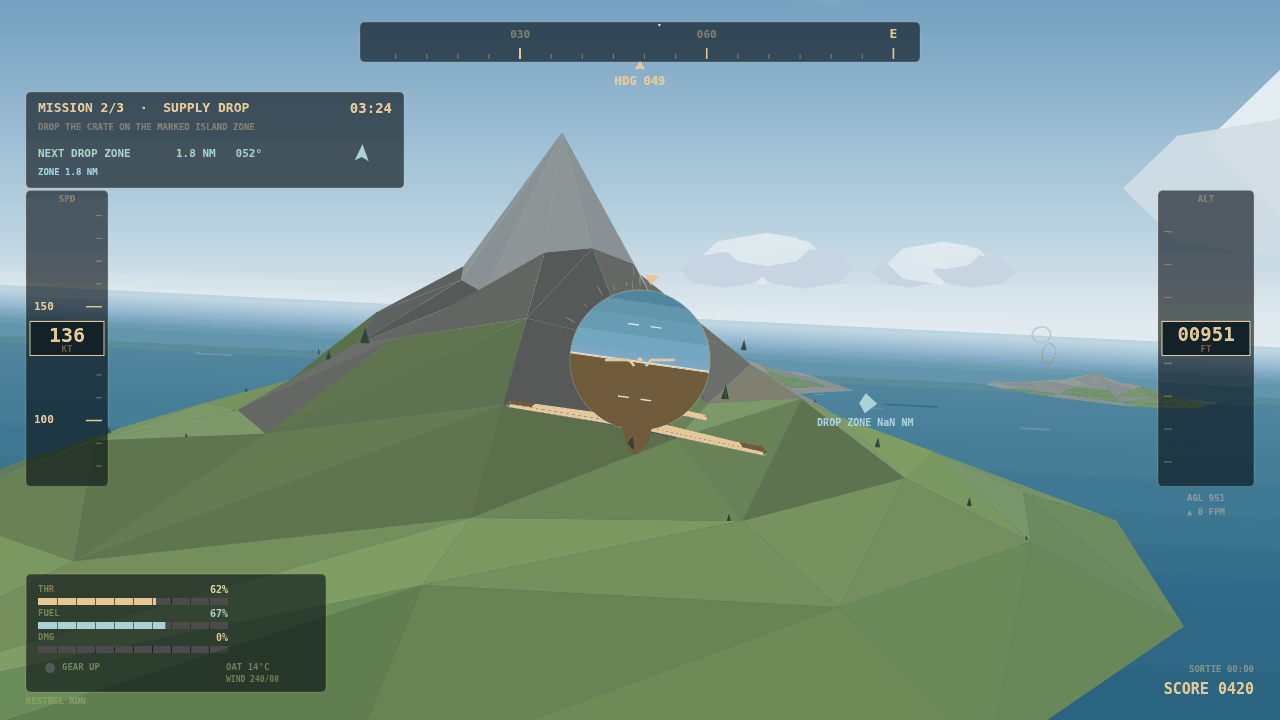 030 060 E
HDG 049
MISSION 2/3 · SUPPLY DROP 03:24
DROP THE CRATE ON THE MARKED ISLAND ZONE
NEXT DROP ZONE 1.8 NM 052°
ZONE 1.8 NM
SPD
150
136
KT
100
ALT
00951
FT
AGL 951
▲ 0 FPM
DROP ZONE NaN NM
THR 62%
FUEL 67%
DMG 0%
GEAR UP OAT 14°C
WIND 240/08
KESTREL RUN
SORTIE 00:00
SCORE 0420